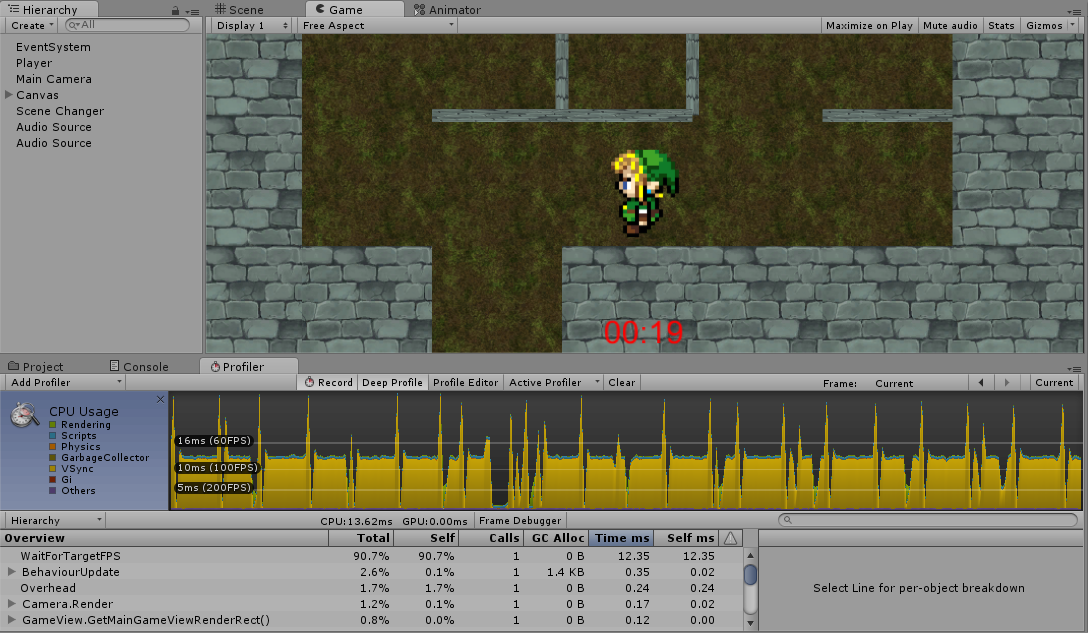 Hierarchy
Create
All
EventSystem
Player
Main Camera
Canvas
Scene Changer
Audio Source
Audio Source
Scene Game Animator
Display 1 Free Aspect Maximize on Play Mute audio Stats Gizmos
00:19
Project Console Profiler
Add Profiler Record Deep Profile Profile Editor Active Profiler Clear Frame: Current Current
CPU Usage
Rendering
Scripts
Physics
GarbageCollector
VSync
Gi
Others
16ms (60FPS)
10ms (100FPS)
5ms (200FPS)
Hierarchy CPU:13.62ms GPU:0.00ms Frame Debugger
Overview Total Self Calls GC Alloc Time ms Self ms
WaitForTargetFPS 90.7% 90.7% 1 0 B 12.35 12.35
BehaviourUpdate 2.6% 0.1% 1 1.4 KB 0.35 0.02
Overhead 1.7% 1.7% 1 0 B 0.24 0.24
Camera.Render 1.2% 0.1% 1 0 B 0.17 0.02
GameView.GetMainGameViewRenderRect() 0.8% 0.0% 1 0 B 0.12 0.00
Select Line for per-object breakdown